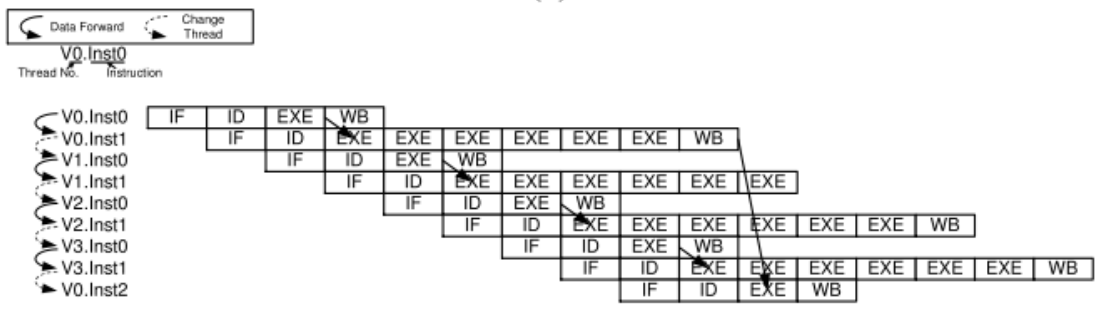 Data Forward Change
Thread
V0.Inst0
Thread No. Instruction
V0.Inst0 IF ID EXE WB
V0.Inst1 IF ID EXE EXE EXE EXE EXE EXE WB
V1.Inst0 IF ID EXE WB
V1.Inst1 IF ID EXE EXE EXE EXE EXE EXE
V2.Inst0 IF ID EXE WB
V2.Inst1 IF ID EXE EXE EXE EXE EXE EXE WB
V3.Inst0 IF ID EXE WB
V3.Inst1 IF ID EXE EXE EXE EXE EXE EXE WB
V0.Inst2 IF ID EXE WB